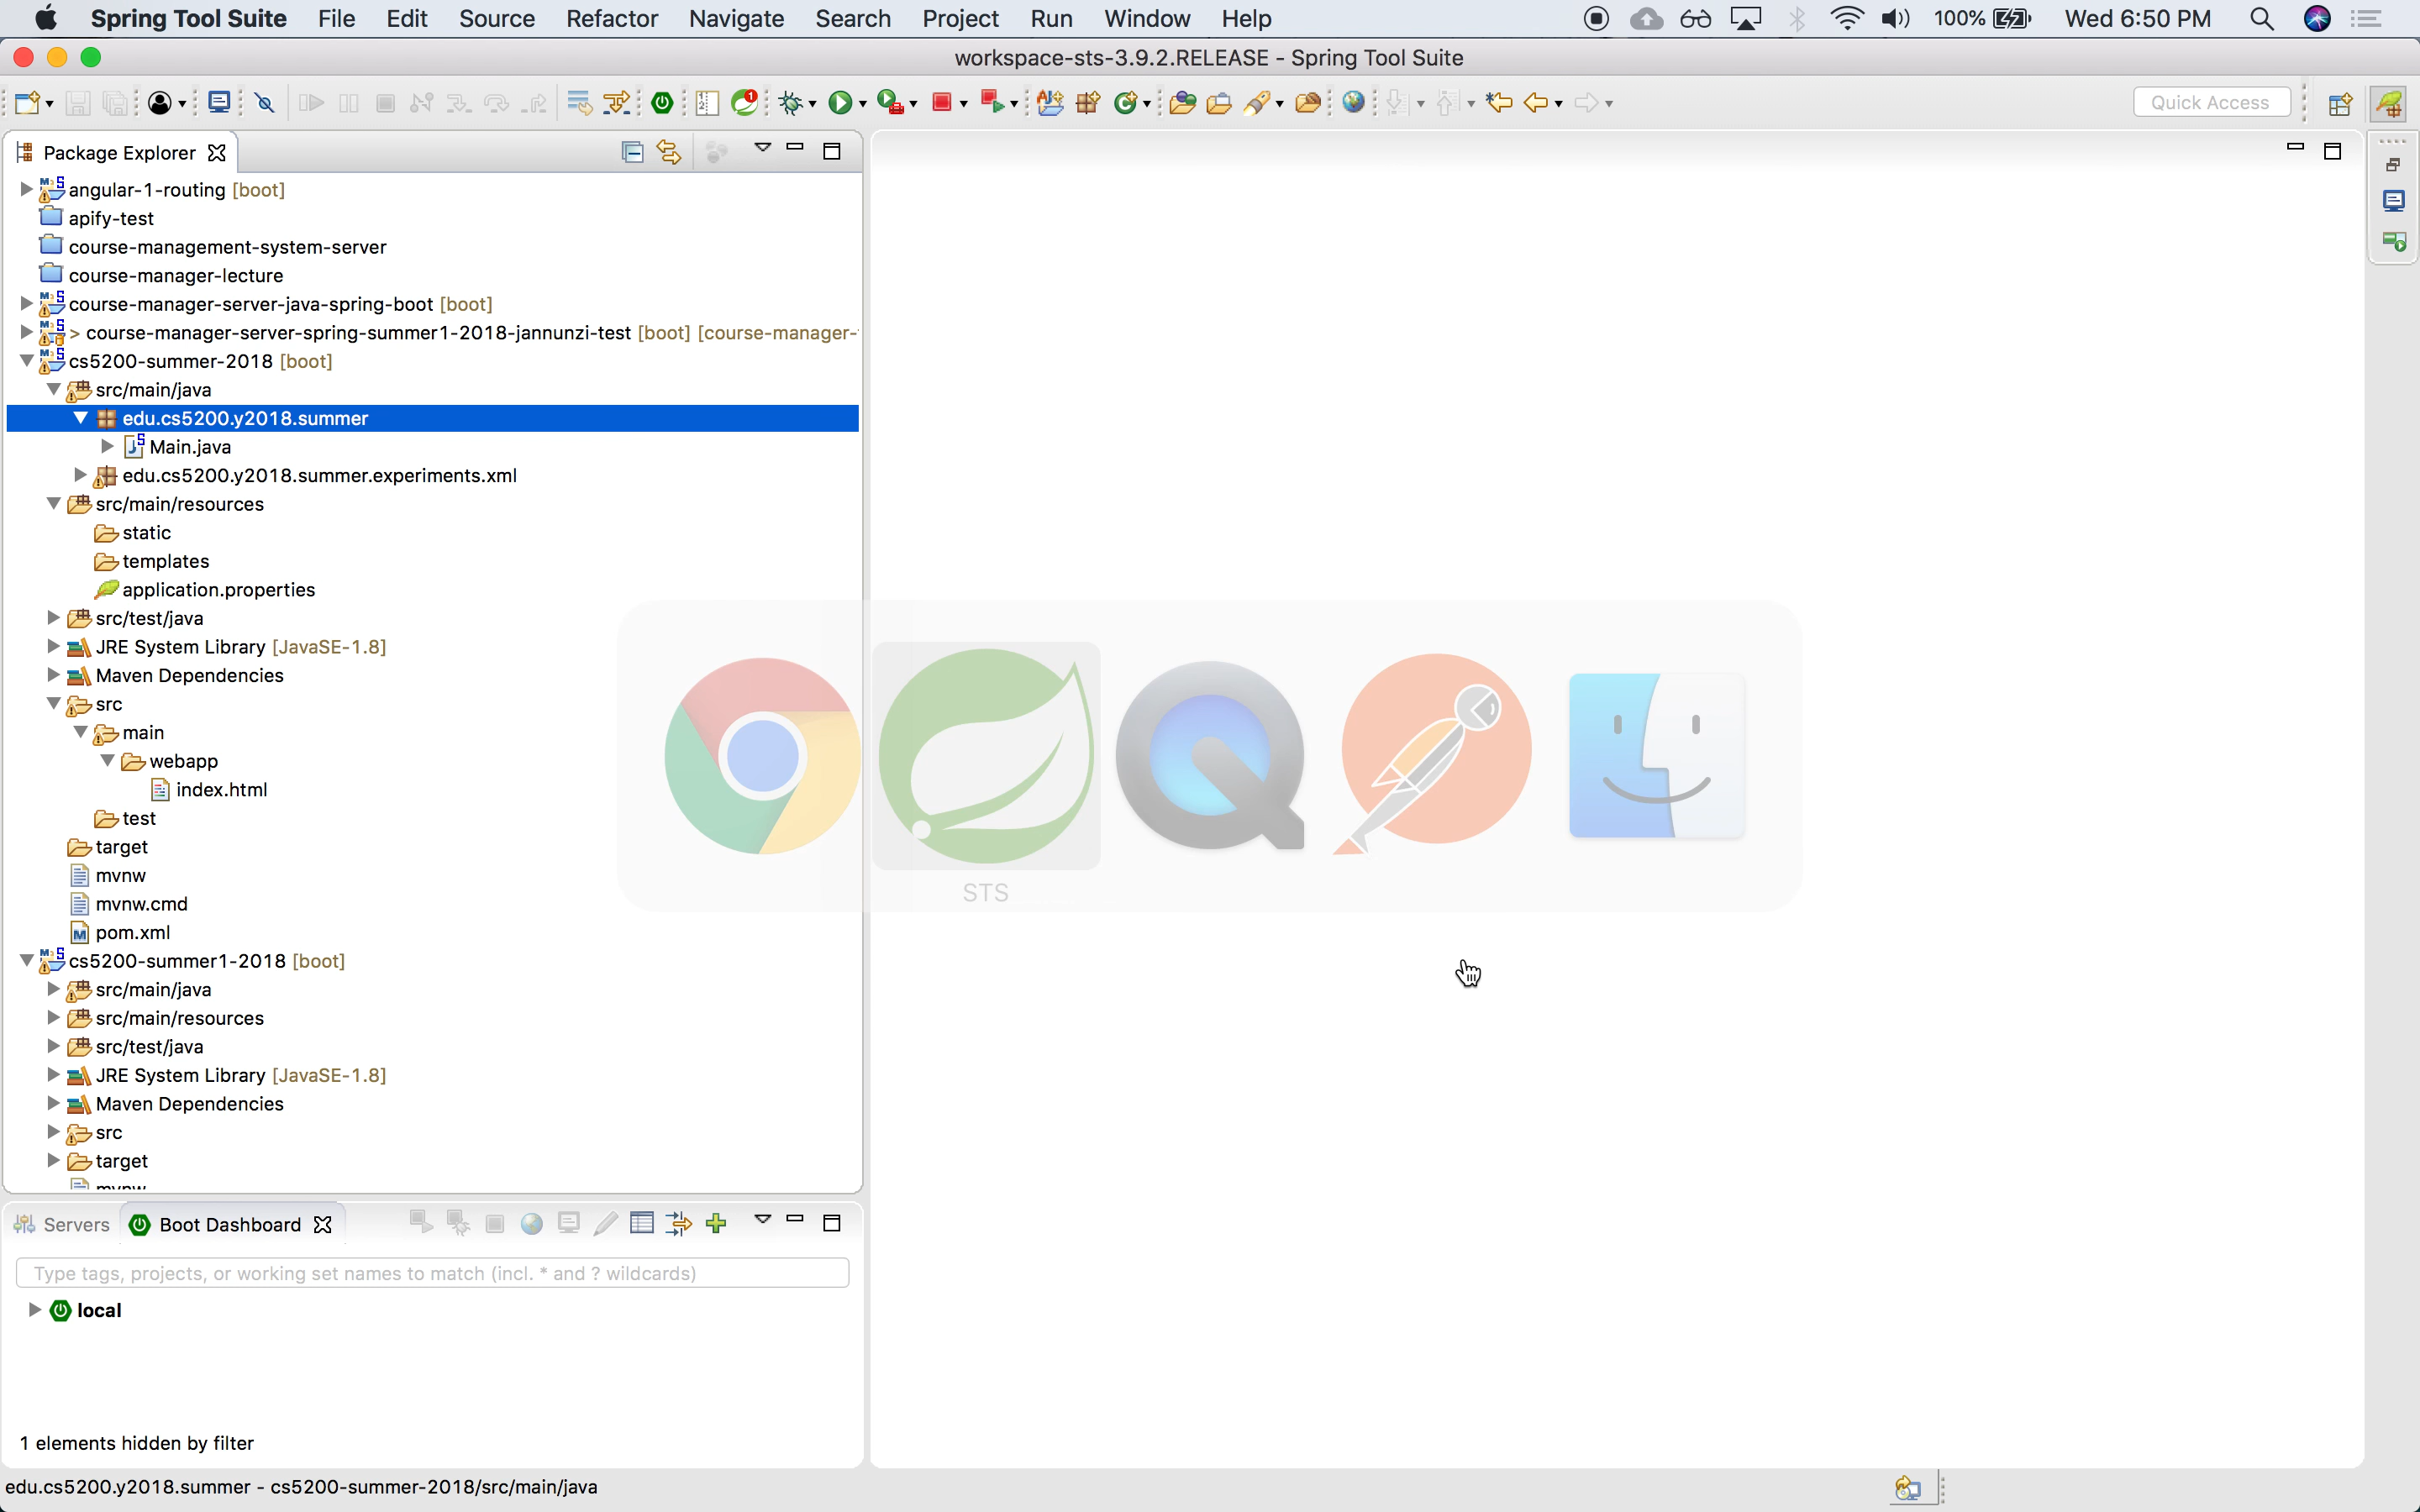 Spring Tool Suite File Edit Source Refactor Navigate Search Project Run Window Help 100% Wed 6:50 PM
workspace-sts-3.9.2.RELEASE - Spring Tool Suite
Quick Access
Package Explorer
angular-1-routing [boot]
apify-test
course-management-system-server
course-manager-lecture
course-manager-server-java-spring-boot [boot]
> course-manager-server-spring-summer1-2018-jannunzi-test [boot] [course-manager-
cs5200-summer-2018 [boot]
src/main/java
edu.cs5200.y2018.summer
Main.java
edu.cs5200.y2018.summer.experiments.xml
src/main/resources
static
templates
application.properties
src/test/java
JRE System Library [JavaSE-1.8]
Maven Dependencies
src
main
webapp
index.html
test
target
mvnw
mvnw.cmd
pom.xml
STS
cs5200-summer1-2018 [boot]
src/main/java
src/main/resources
src/test/java
JRE System Library [JavaSE-1.8]
Maven Dependencies
src
target
mvnw
Servers Boot Dashboard
Type tags, projects, or working set names to match (incl. * and ? wildcards)
local
1 elements hidden by filter
edu.cs5200.y2018.summer - cs5200-summer-2018/src/main/java